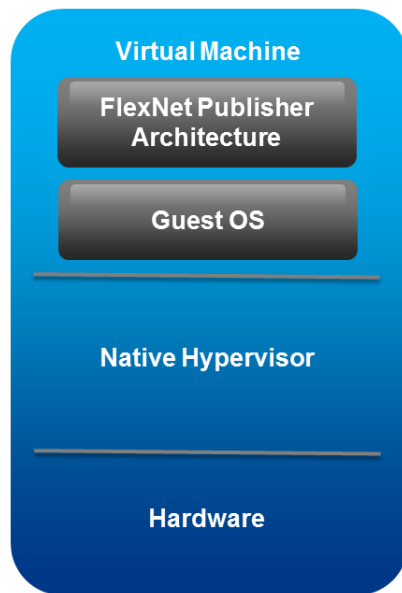 Virtual Machine
FlexNet Publisher
Architecture
Guest OS
Native Hypervisor
Hardware